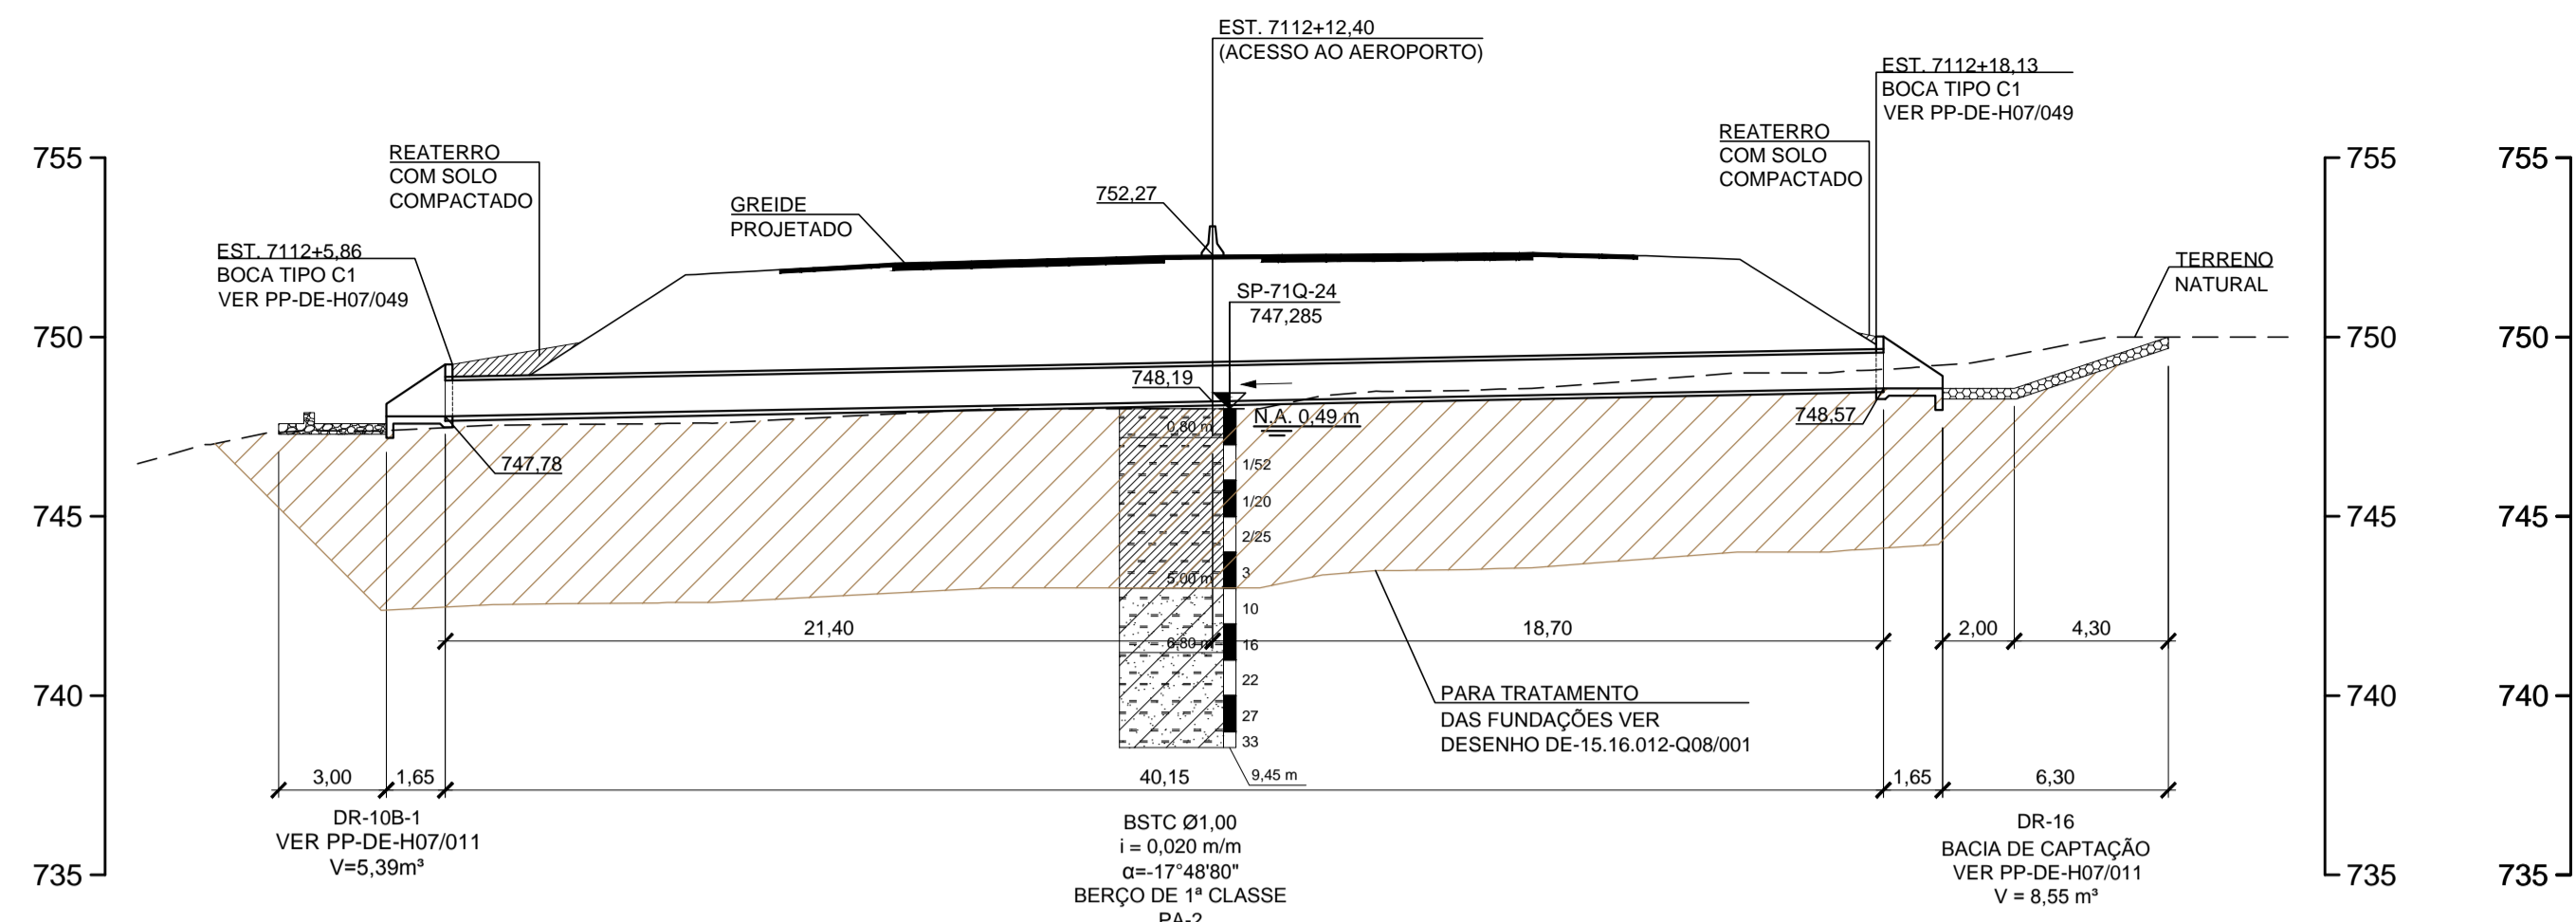 EST. 7112+12,40
(ACESSO AO AEROPORTO)
EST. 7112+18,13
BOCA TIPO C1
VER PP-DE-H07/049
REATERRO
COM SOLO
COMPACTADO
REATERRO
COM SOLO
COMPACTADO
755
755
755
GREIDE
PROJETADO
752,27
EST. 7112+5,86
BOCA TIPO C1
VER PP-DE-H07/049
TERRENO
NATURAL
SP-71Q-24
747,285
750
750
750
748,19
N.A. 0,49 m
748,57
0,80 m
747,78
1/52
1/20
745
745
745
2/25
3
5,00 m
10
21,40
18,70
2,00
4,30
6,80 m
16
22
740
740
740
PARA TRATAMENTO
DAS FUNDAÇÕES VER
DESENHO DE-15.16.012-Q08/001
27
33
3,00
1,65
40,15
9,45 m
1,65
6,30
DR-10B-1
VER PP-DE-H07/011
V=5,39m³
BSTC Ø1,00
i = 0,020 m/m
α=-17°48'80"
BERÇO DE 1ª CLASSE
PA-2
DR-16
BACIA DE CAPTAÇÃO
VER PP-DE-H07/011
V = 8,55 m³
735
735
735